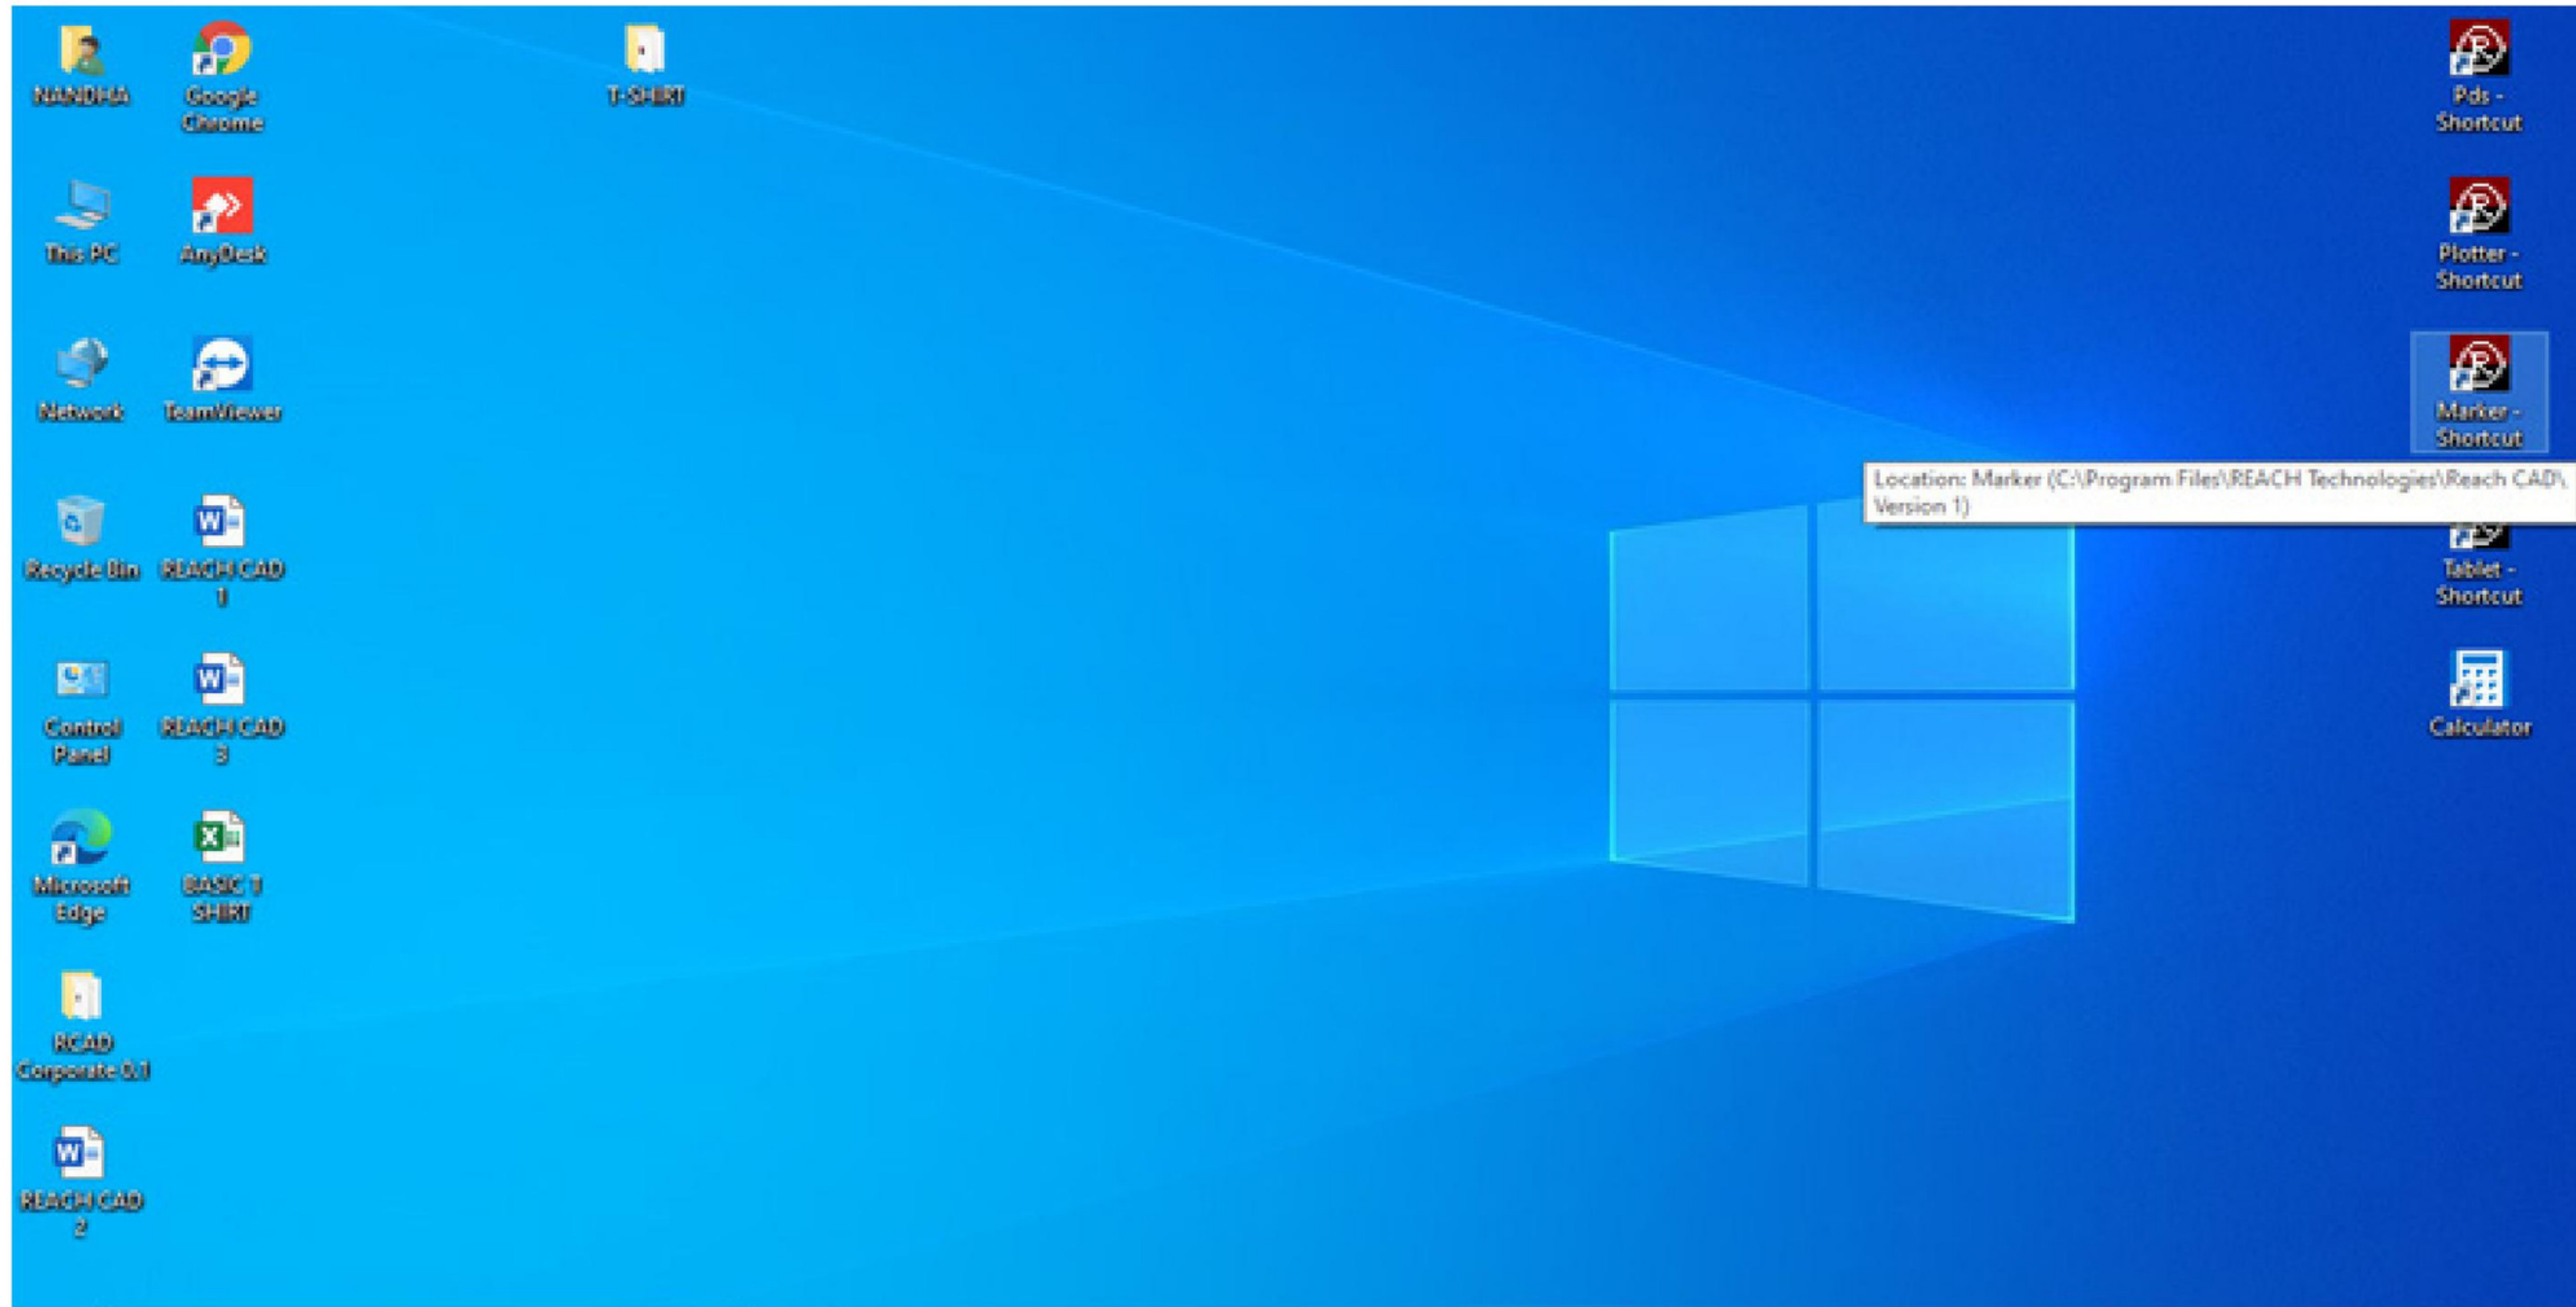 NANDHA
Google
Chrome
T-SHIRT
Pds -
Shortcut
This PC
AnyDesk
Plotter -
Shortcut
Network
TeamViewer
Marker -
Shortcut
Location: Marker (C:\Program Files\REACH Technologies\Reach CAD\,
Version 1)
Recycle Bin
REACH CAD
1
Tablet -
Shortcut
Control
Panel
REACH CAD
3
Calculator
Microsoft
Edge
BASIC T
SHIRT
RCAD
Corporate 0.1
REACH CAD
2